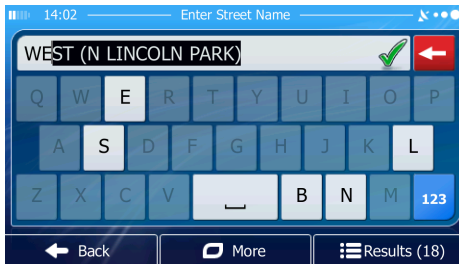 14:02 Enter Street Name
WEST (N LINCOLN PARK)
Q W E R T Y U I O P
A S D F G H J K L
Z X C V B N M 123
Back More Results (18)